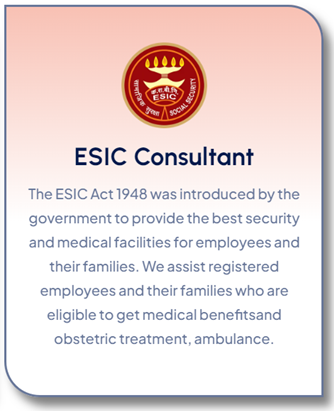 सामाजिक सुरक्षा
SOCIAL SECURITY
क.रा.बी.नि
ESIC
ESIC Consultant
The ESIC Act 1948 was introduced by the
government to provide the best security
and medical facilities for employees and
their families. We assist registered
employees and their families who are
eligible to get medical benefitsand
obstetric treatment, ambulance.